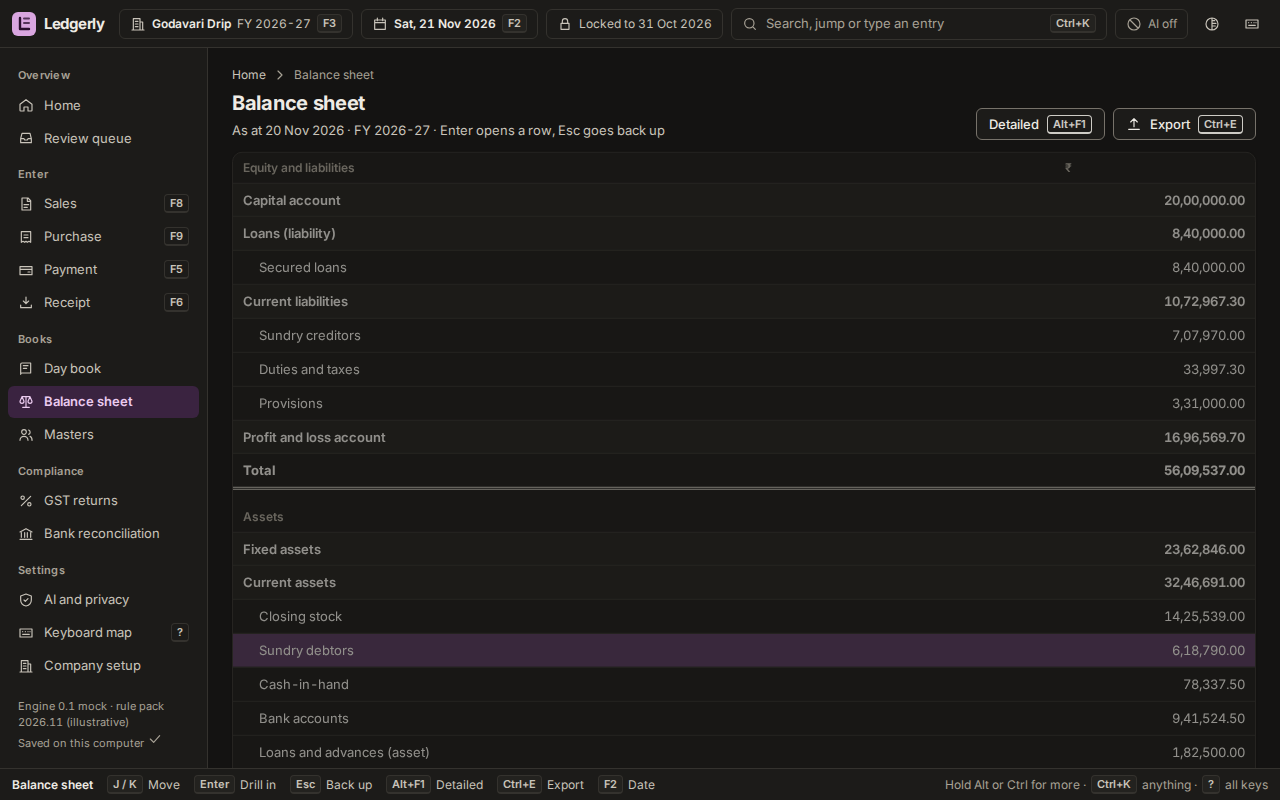 Ledgerly
Godavari Drip FY 2026-27 F3
Sat, 21 Nov 2026 F2
Locked to 31 Oct 2026
Search, jump or type an entry Ctrl+K
AI off
Overview
Home
Review queue
Enter
Sales F8
Purchase F9
Payment F5
Receipt F6
Books
Day book
Balance sheet
Masters
Compliance
GST returns
Bank reconciliation
Settings
AI and privacy
Keyboard map ?
Company setup
Engine 0.1 mock · rule pack
2026.11 (illustrative)
Saved on this computer
Home > Balance sheet
Balance sheet
As at 20 Nov 2026 · FY 2026-27 · Enter opens a row, Esc goes back up
Detailed Alt+F1
Export Ctrl+E
Equity and liabilities ₹
Capital account 20,00,000.00
Loans (liability) 8,40,000.00
Secured loans 8,40,000.00
Current liabilities 10,72,967.30
Sundry creditors 7,07,970.00
Duties and taxes 33,997.30
Provisions 3,31,000.00
Profit and loss account 16,96,569.70
Total 56,09,537.00
Assets
Fixed assets 23,62,846.00
Current assets 32,46,691.00
Closing stock 14,25,539.00
Sundry debtors 6,18,790.00
Cash-in-hand 78,337.50
Bank accounts 9,41,524.50
Loans and advances (asset) 1,82,500.00
Balance sheet J / K Move Enter Drill in Esc Back up Alt+F1 Detailed Ctrl+E Export F2 Date Hold Alt or Ctrl for more · Ctrl+K anything · ? all keys